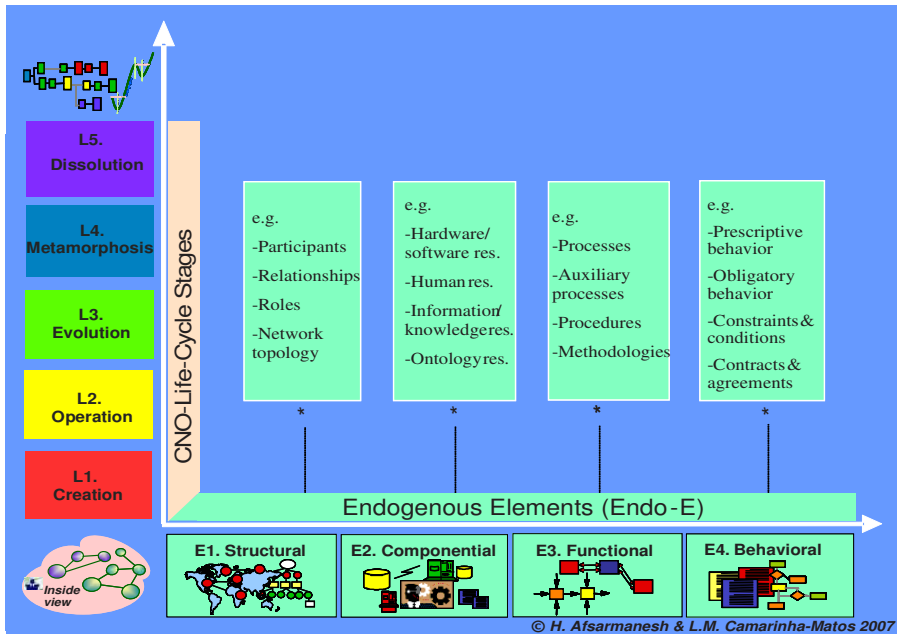 L5.
Dissolution
L4.
Metamorphosis
L3.
Evolution
L2.
Operation
L1.
Creation
CNO-Life-Cycle Stages
e.g.
-Participants
-Relationships
-Roles
-Network
topology
e.g.
-Hardware/
software res.
-Human res.
-Information/
knowledge res.
-Ontology res.
e.g.
-Processes
-Auxiliary
processes
-Procedures
-Methodologies
e.g.
-Prescriptive
behavior
-Obligatory
behavior
-Constraints &
conditions
-Contracts &
agreements
* * * *
Endogenous Elements (Endo-E)
Inside
view
E1. Structural
E2. Componential
E3. Functional
E4. Behavioral
© H. Afsarmanesh & L.M. Camarinha-Matos 2007